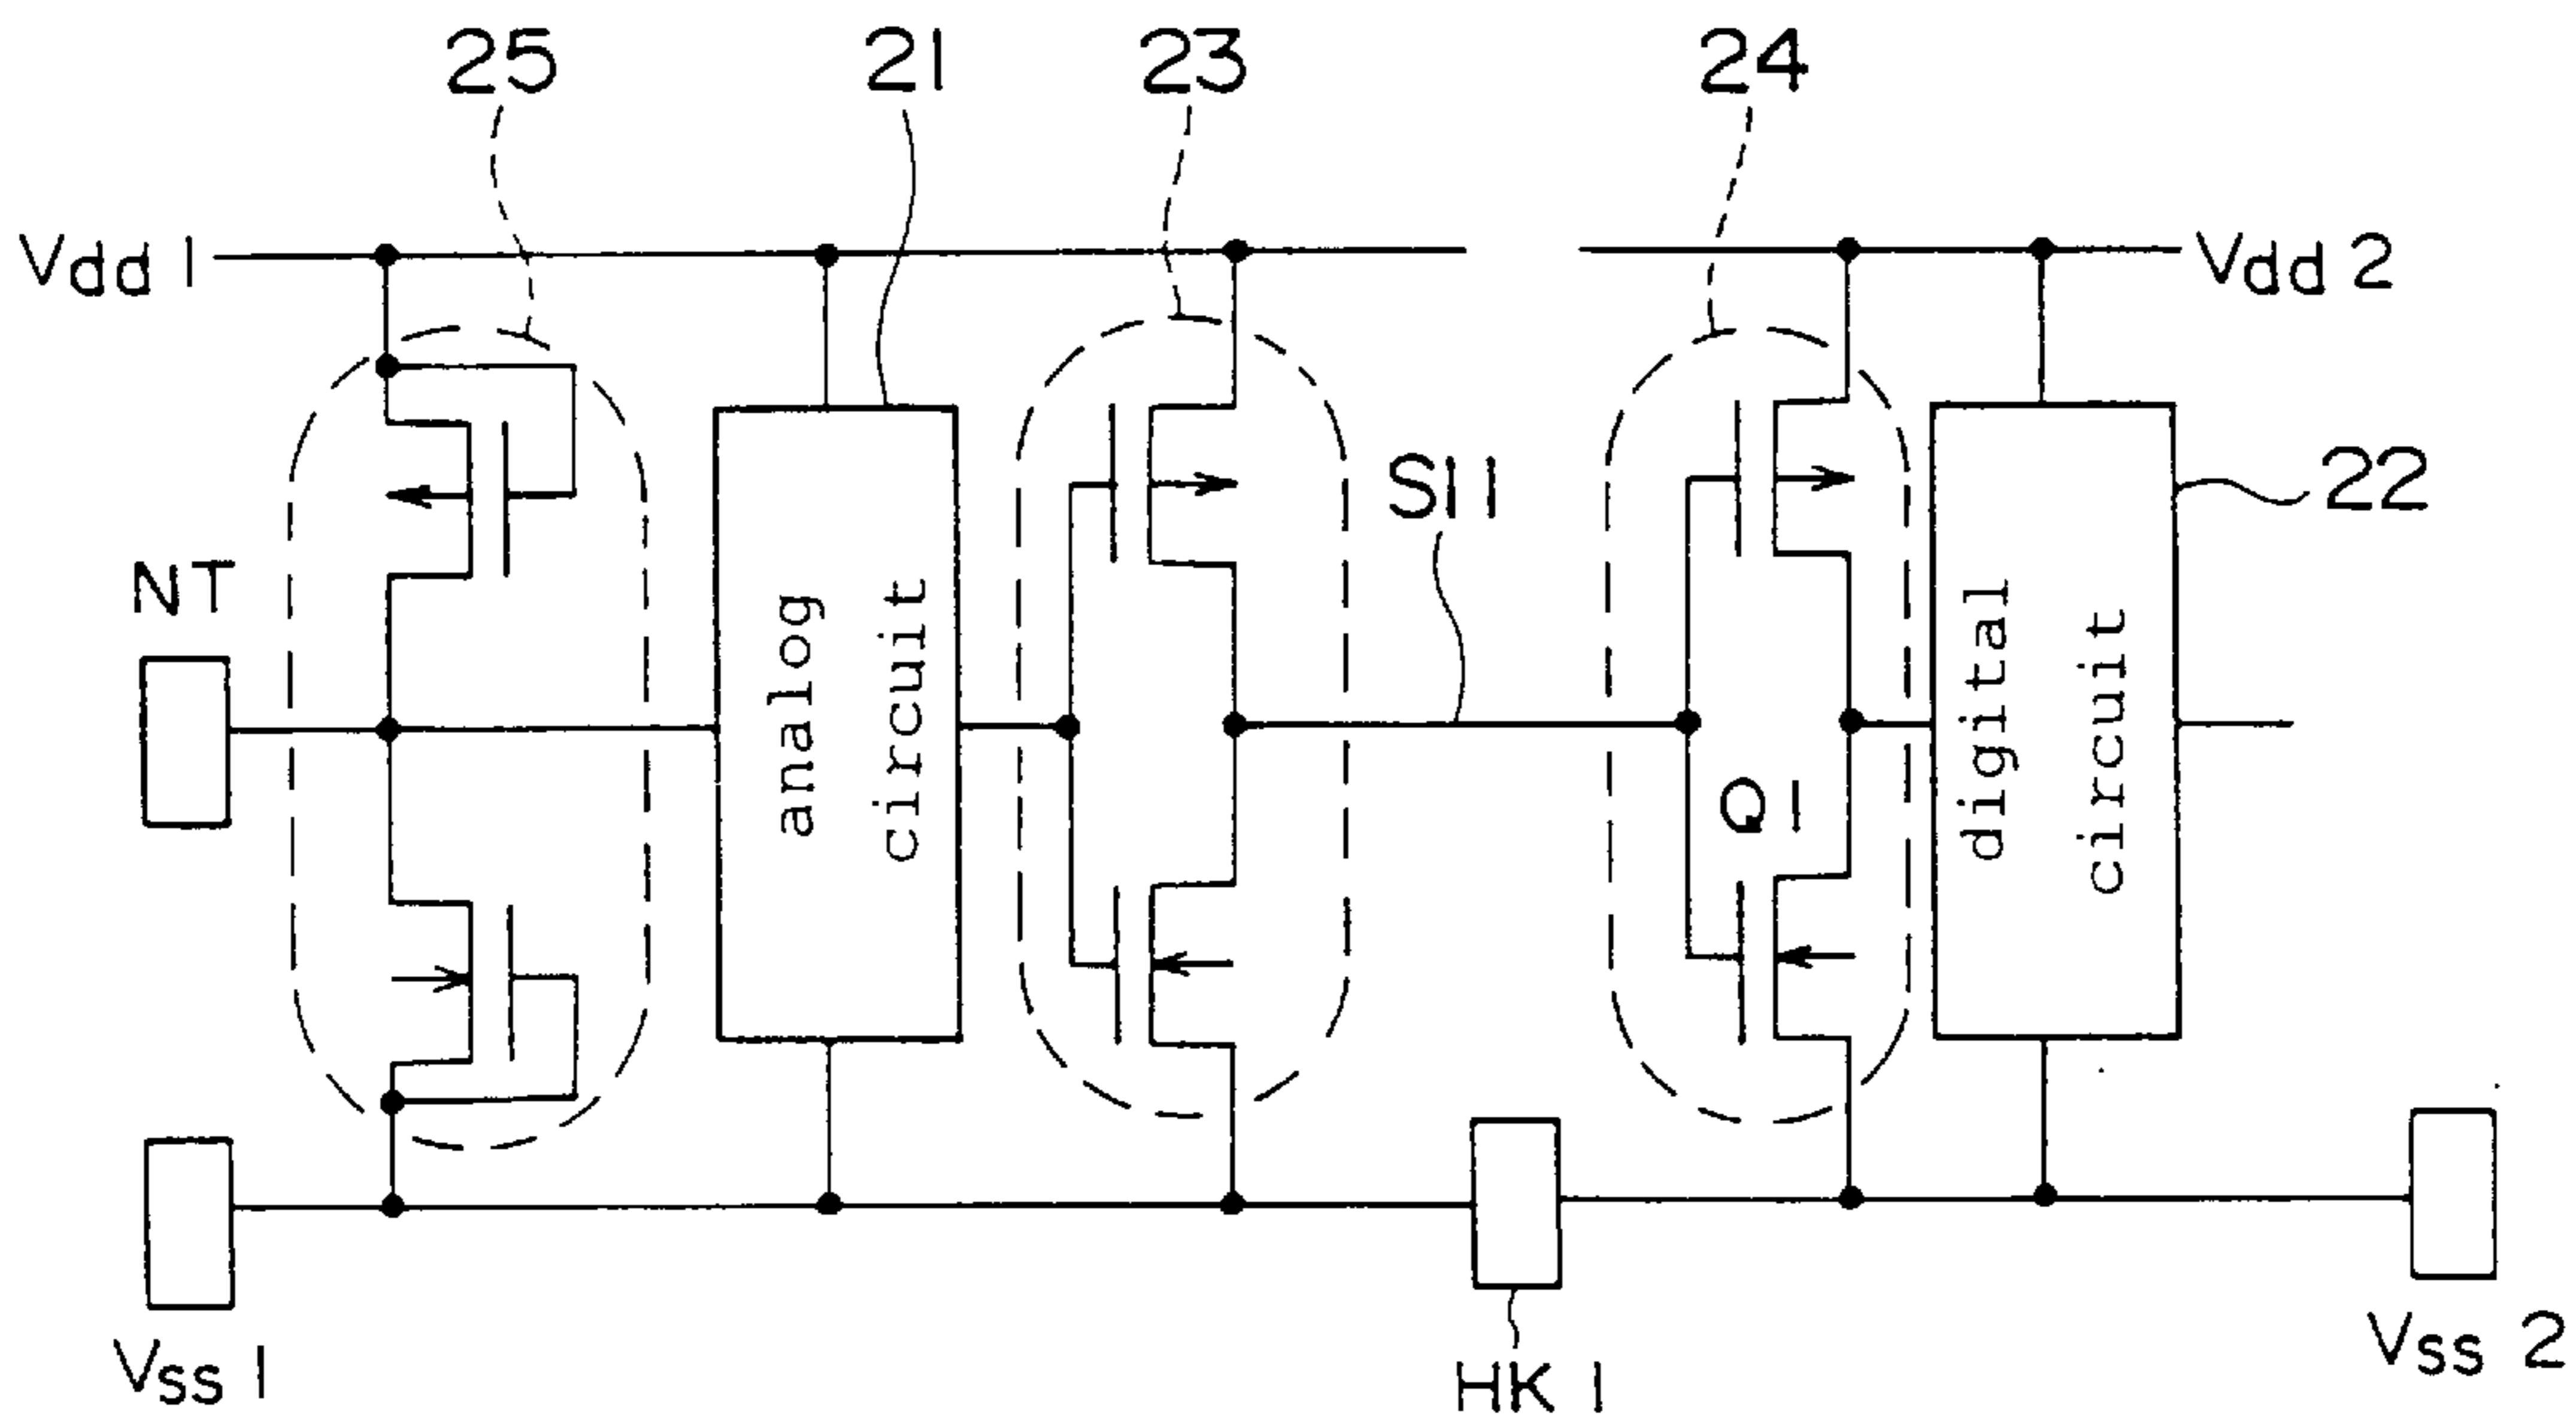 25
21
23
24
Vdd 1
Vdd 2
S11
22
NT
analog
circuit
digital
circuit
Q1
Vss 1
HK 1
Vss 2